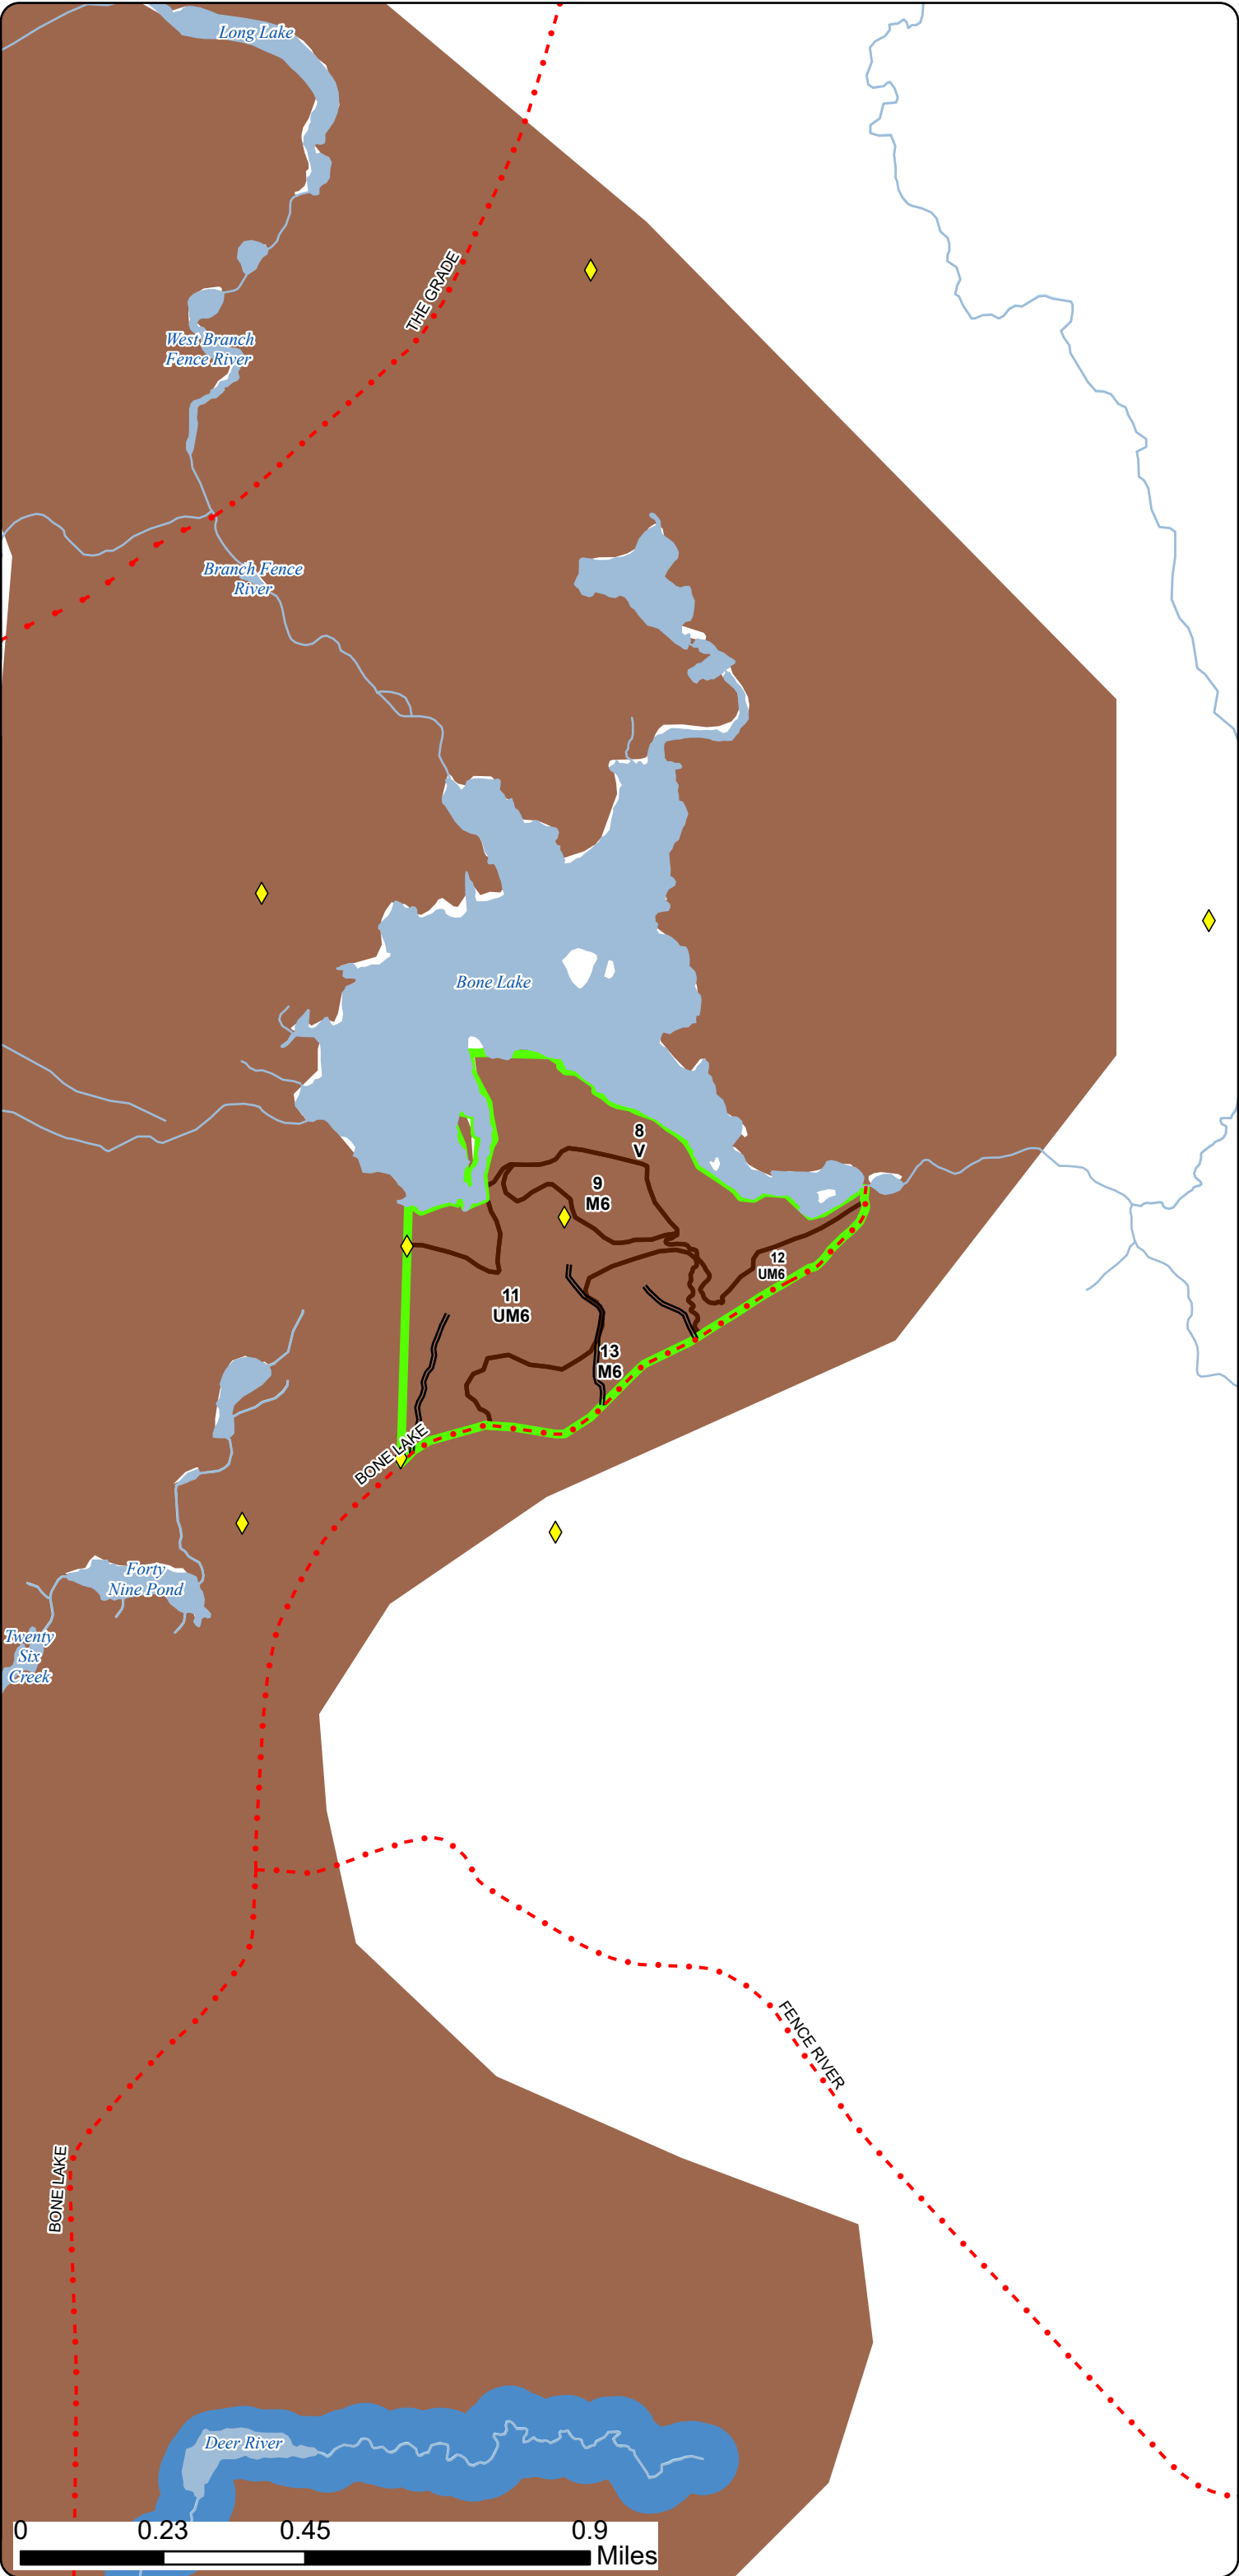 Long Lake
THE GRADE
West Branch
Fence River
Branch Fence
River
Bone Lake
8
V
9
M6
12
UM6
11
UM6
13
M6
BONE LAKE
Forty
Nine Pond
Twenty
Six
Creek
FENCE RIVER
BONE LAKE
Deer River
0 0.23 0.45 0.9
Miles